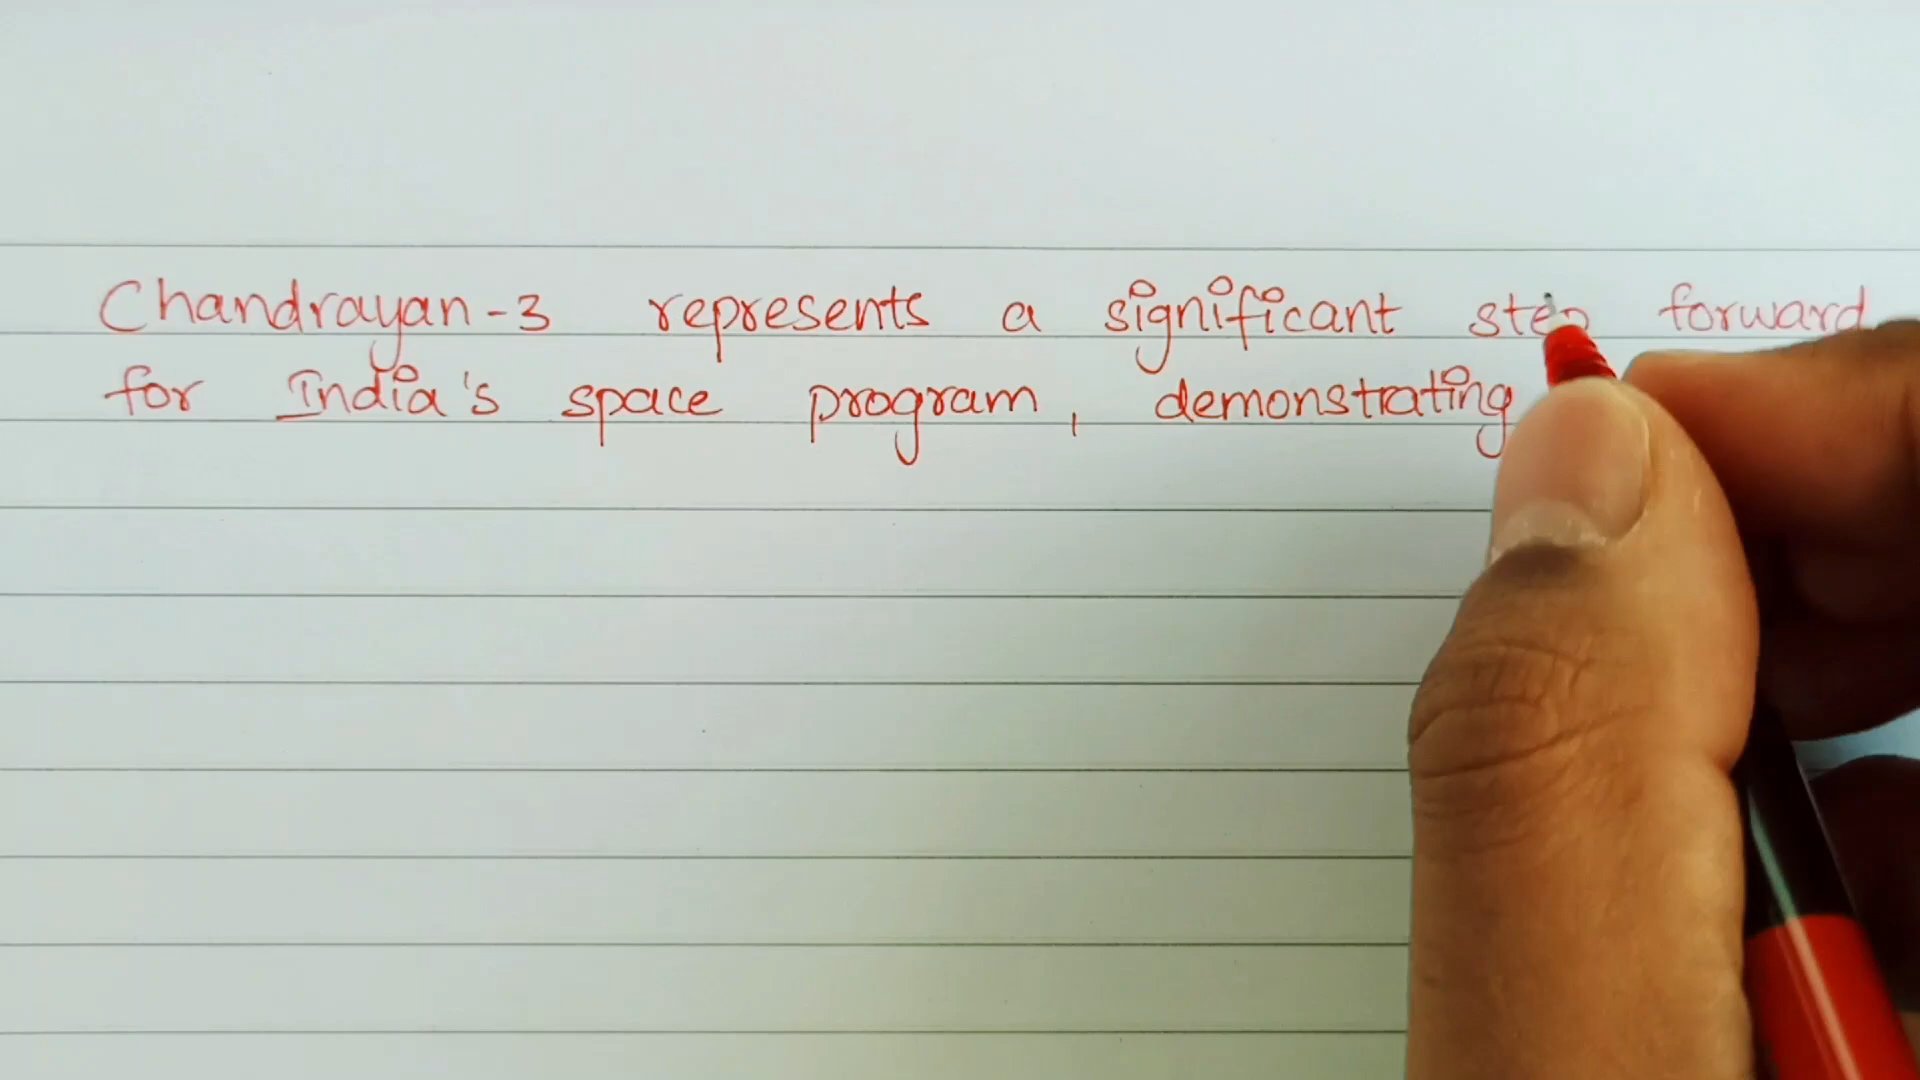 Chandrayan-3 represents a significant step forward
for India's space program, demonstrating